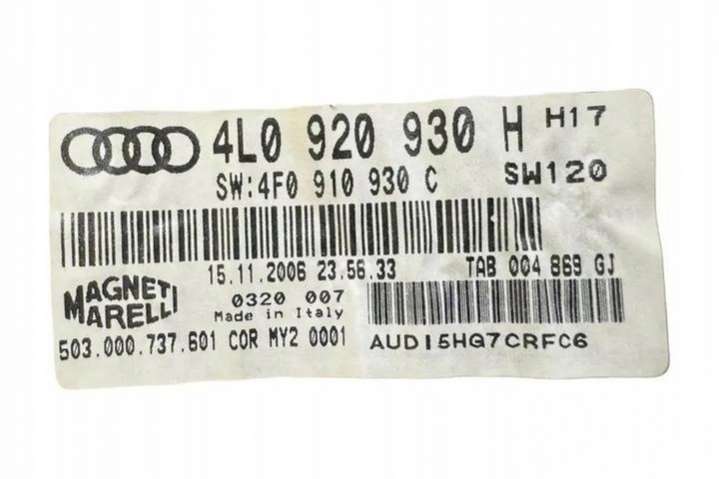 4L0 920 930 H H17
SW:4F0 910 930 C SW120
15.11.2006 23.56.33 TAB 004 869 GJ
MAGNETI
MARELLI
0320 007
Made in Italy
503.000.737.601 COR MY2 0001
AUDI5HG7CRFC6